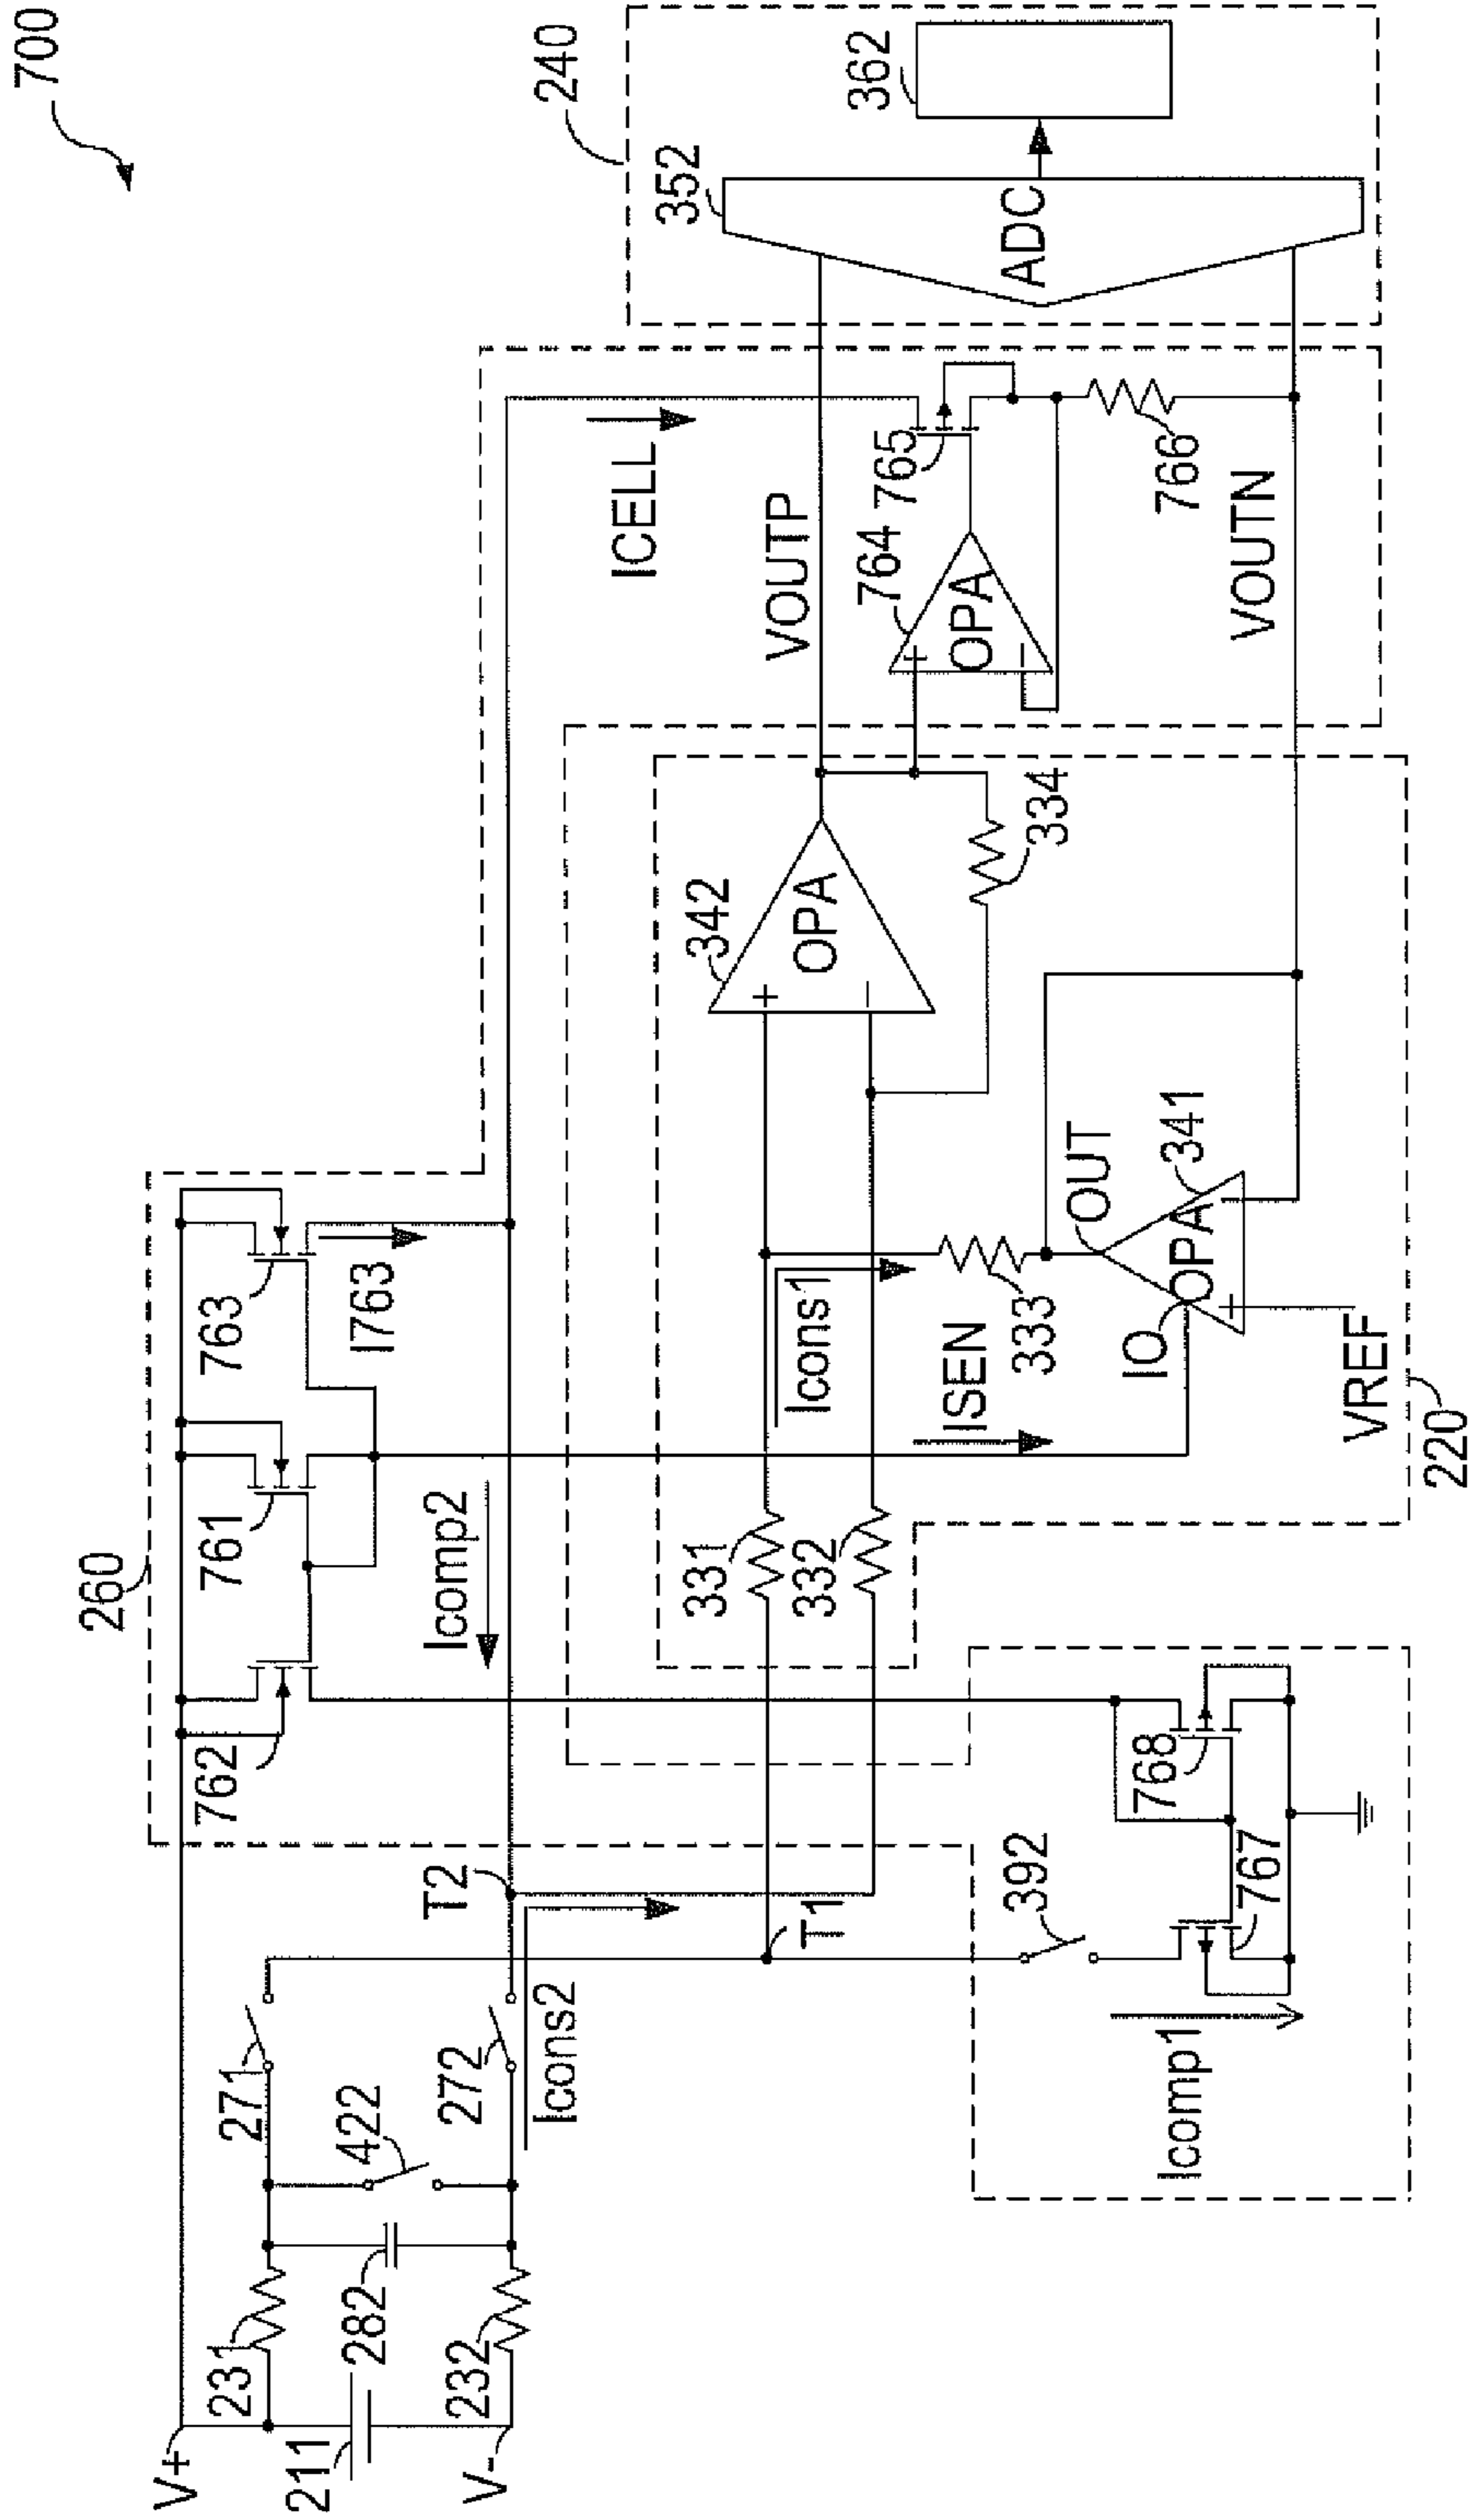 700
V+
V-
211
231
232
282
422
271
272
Icons2
T2
T1
260
762
761
763
I763
Icomp2
ICELL
240
352
ADC
362
VOUTP
VOUTN
764
OPA
+
-
765
766
342
OPA
+
-
334
331
332
Icons1
ISEN
333
OUT
IO
OPA
341
+
-
VREF
220
392
768
767
Icomp1